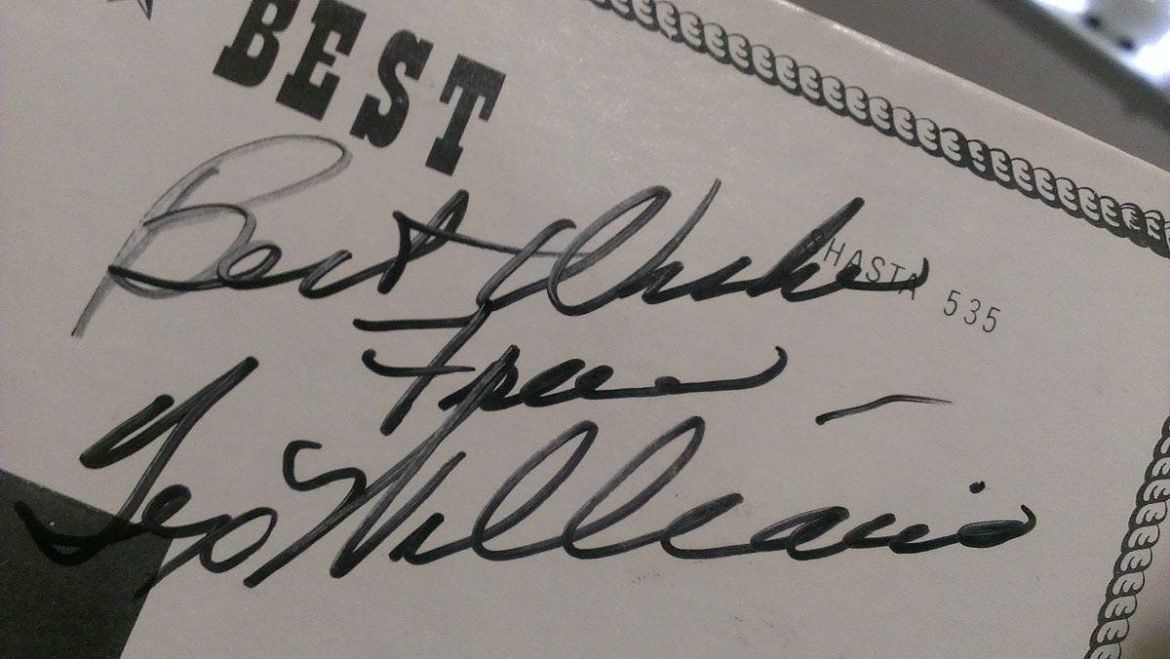 BEST
Best Wishes
SHASTA 535
From
Tex Williams